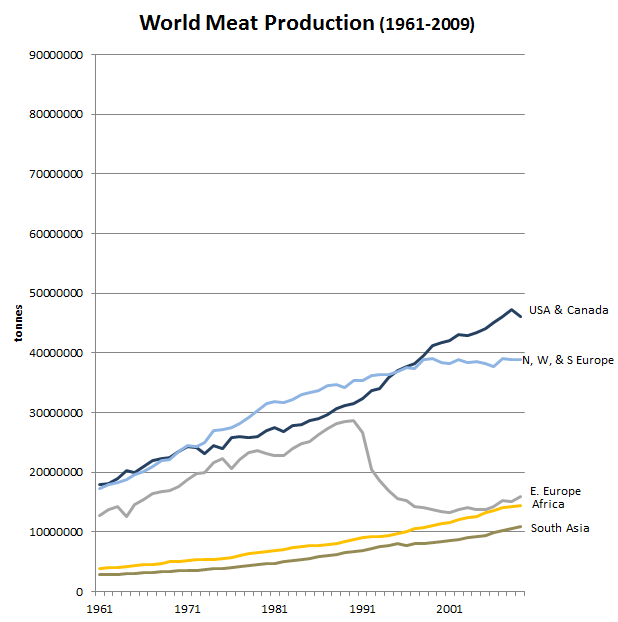 World Meat Production (1961-2009)
90000000
80000000
70000000
60000000
50000000
40000000
30000000
20000000
10000000
0
tonnes
USA & Canada
N, W, & S Europe
E. Europe
Africa
South Asia
1961 1971 1981 1991 2001